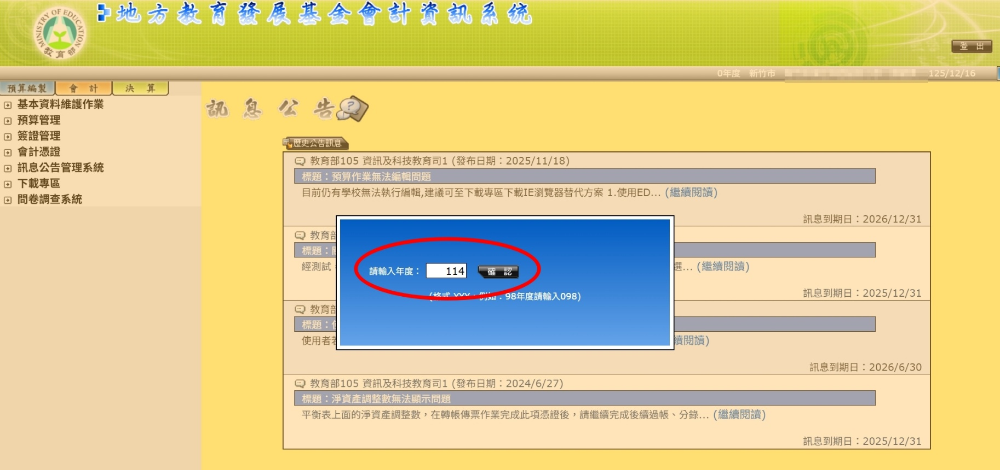 地方教育發展基金會計資訊系統
MINISTRY OF EDUCATION
教育部
登 出
0年度 新竹市 125/12/16
預算編製 會 計 決 算
基本資料維護作業
預算管理
簽證管理
會計憑證
訊息公告管理系統
下載專區
問卷調查系統
訊息公告
歷史公告訊息
教育部105 資訊及科技教育司1 (發布日期：2025/11/18)
標題：預算作業無法編輯問題
目前仍有學校無法執行編輯,建議可至下載專區下載IE瀏覽器替代方案 1.使用ED... (繼續閱讀)
訊息到期日：2026/12/31
教育部
標題：
經測試 選... (繼續閱讀)
訊息到期日：2025/12/31
教育部
標題：
使用者 續閱讀)
訊息到期日：2026/6/30
請輸入年度： 114 確 認
(格式 XXX，例如：98年度請輸入098)
教育部105 資訊及科技教育司1 (發布日期：2024/6/27)
標題：淨資產調整數無法顯示問題
平衡表上面的淨資產調整數，在轉帳傳票作業完成此項憑證後，請繼續完成後續過帳、分錄... (繼續閱讀)
訊息到期日：2025/12/31